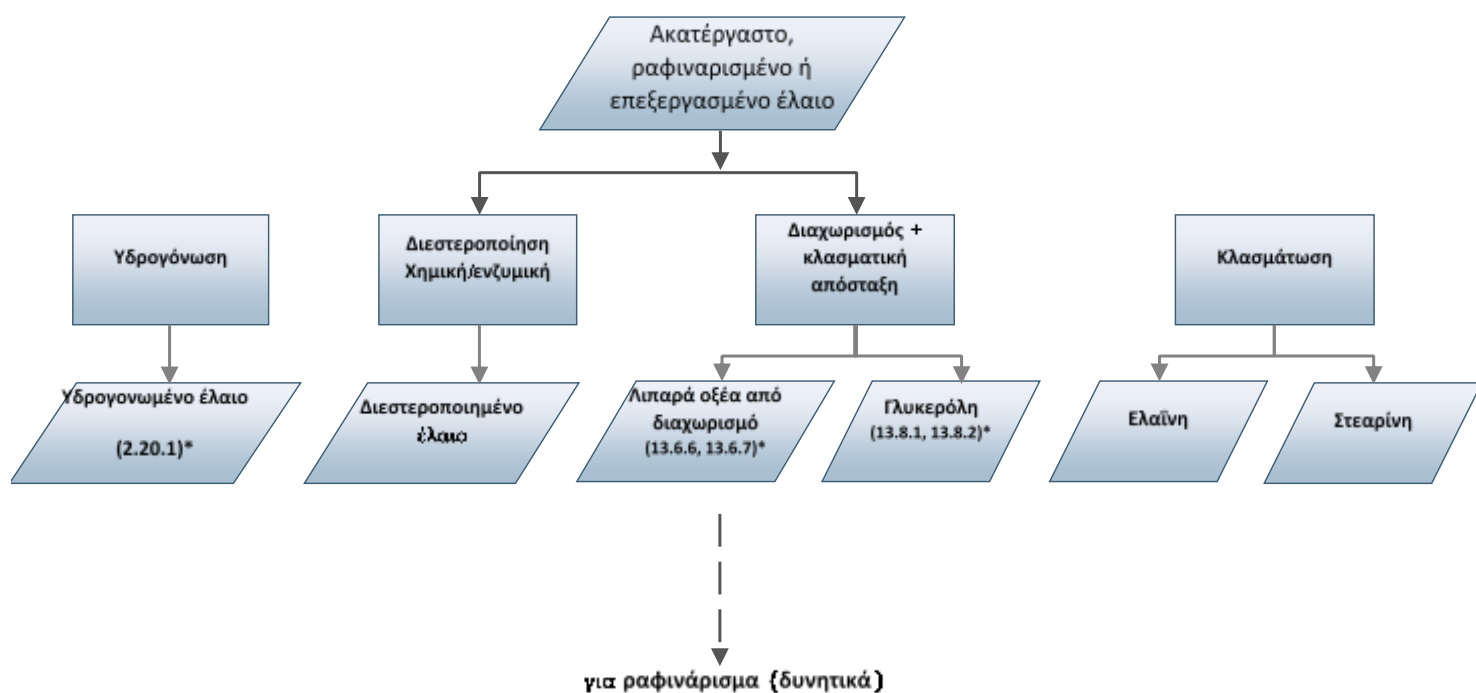 Ακατέργαστο,
ραφιναρισμένο ή
επεξεργασμένο έλαιο
Υδρογόνωση
Διεστεροποίηση
Χημική/ενζυμική
Διαχωρισμός +
κλασματική
απόσταξη
Κλασμάτωση
Υδρογονωμένο έλαιο
(2.20.1)*
Διεστεροποιημένο
έλαιο
Λιπαρά οξέα από
διαχωρισμό
(13.6.6, 13.6.7)*
Γλυκερόλη
(13.8.1, 13.8.2)*
Ελαΐνη
Στεαρίνη
για ραφινάρισμα (δυνητικά)